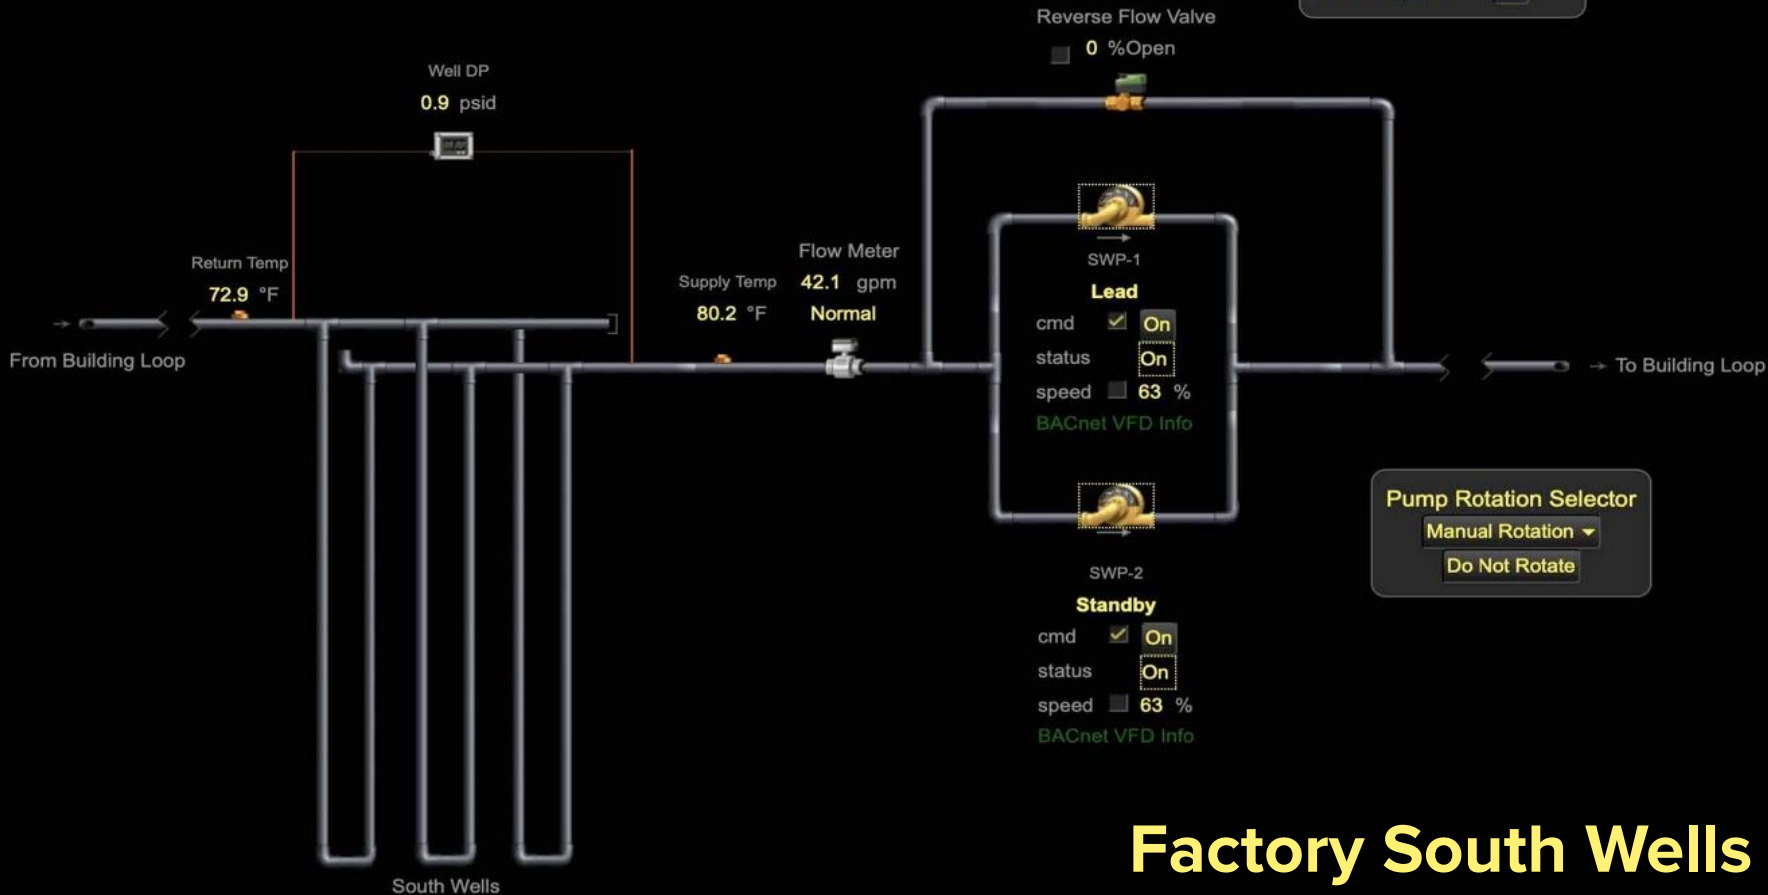 Reverse Flow Valve
0 %Open
Well DP
0.9 psid
Return Temp
72.9 °F
From Building Loop
Supply Temp
80.2 °F
Flow Meter
42.1 gpm
Normal
SWP-1
Lead
cmd On
status On
speed 63 %
BACnet VFD Info
To Building Loop
Pump Rotation Selector
Manual Rotation
Do Not Rotate
SWP-2
Standby
cmd On
status On
speed 63 %
BACnet VFD Info
South Wells
Factory South Wells